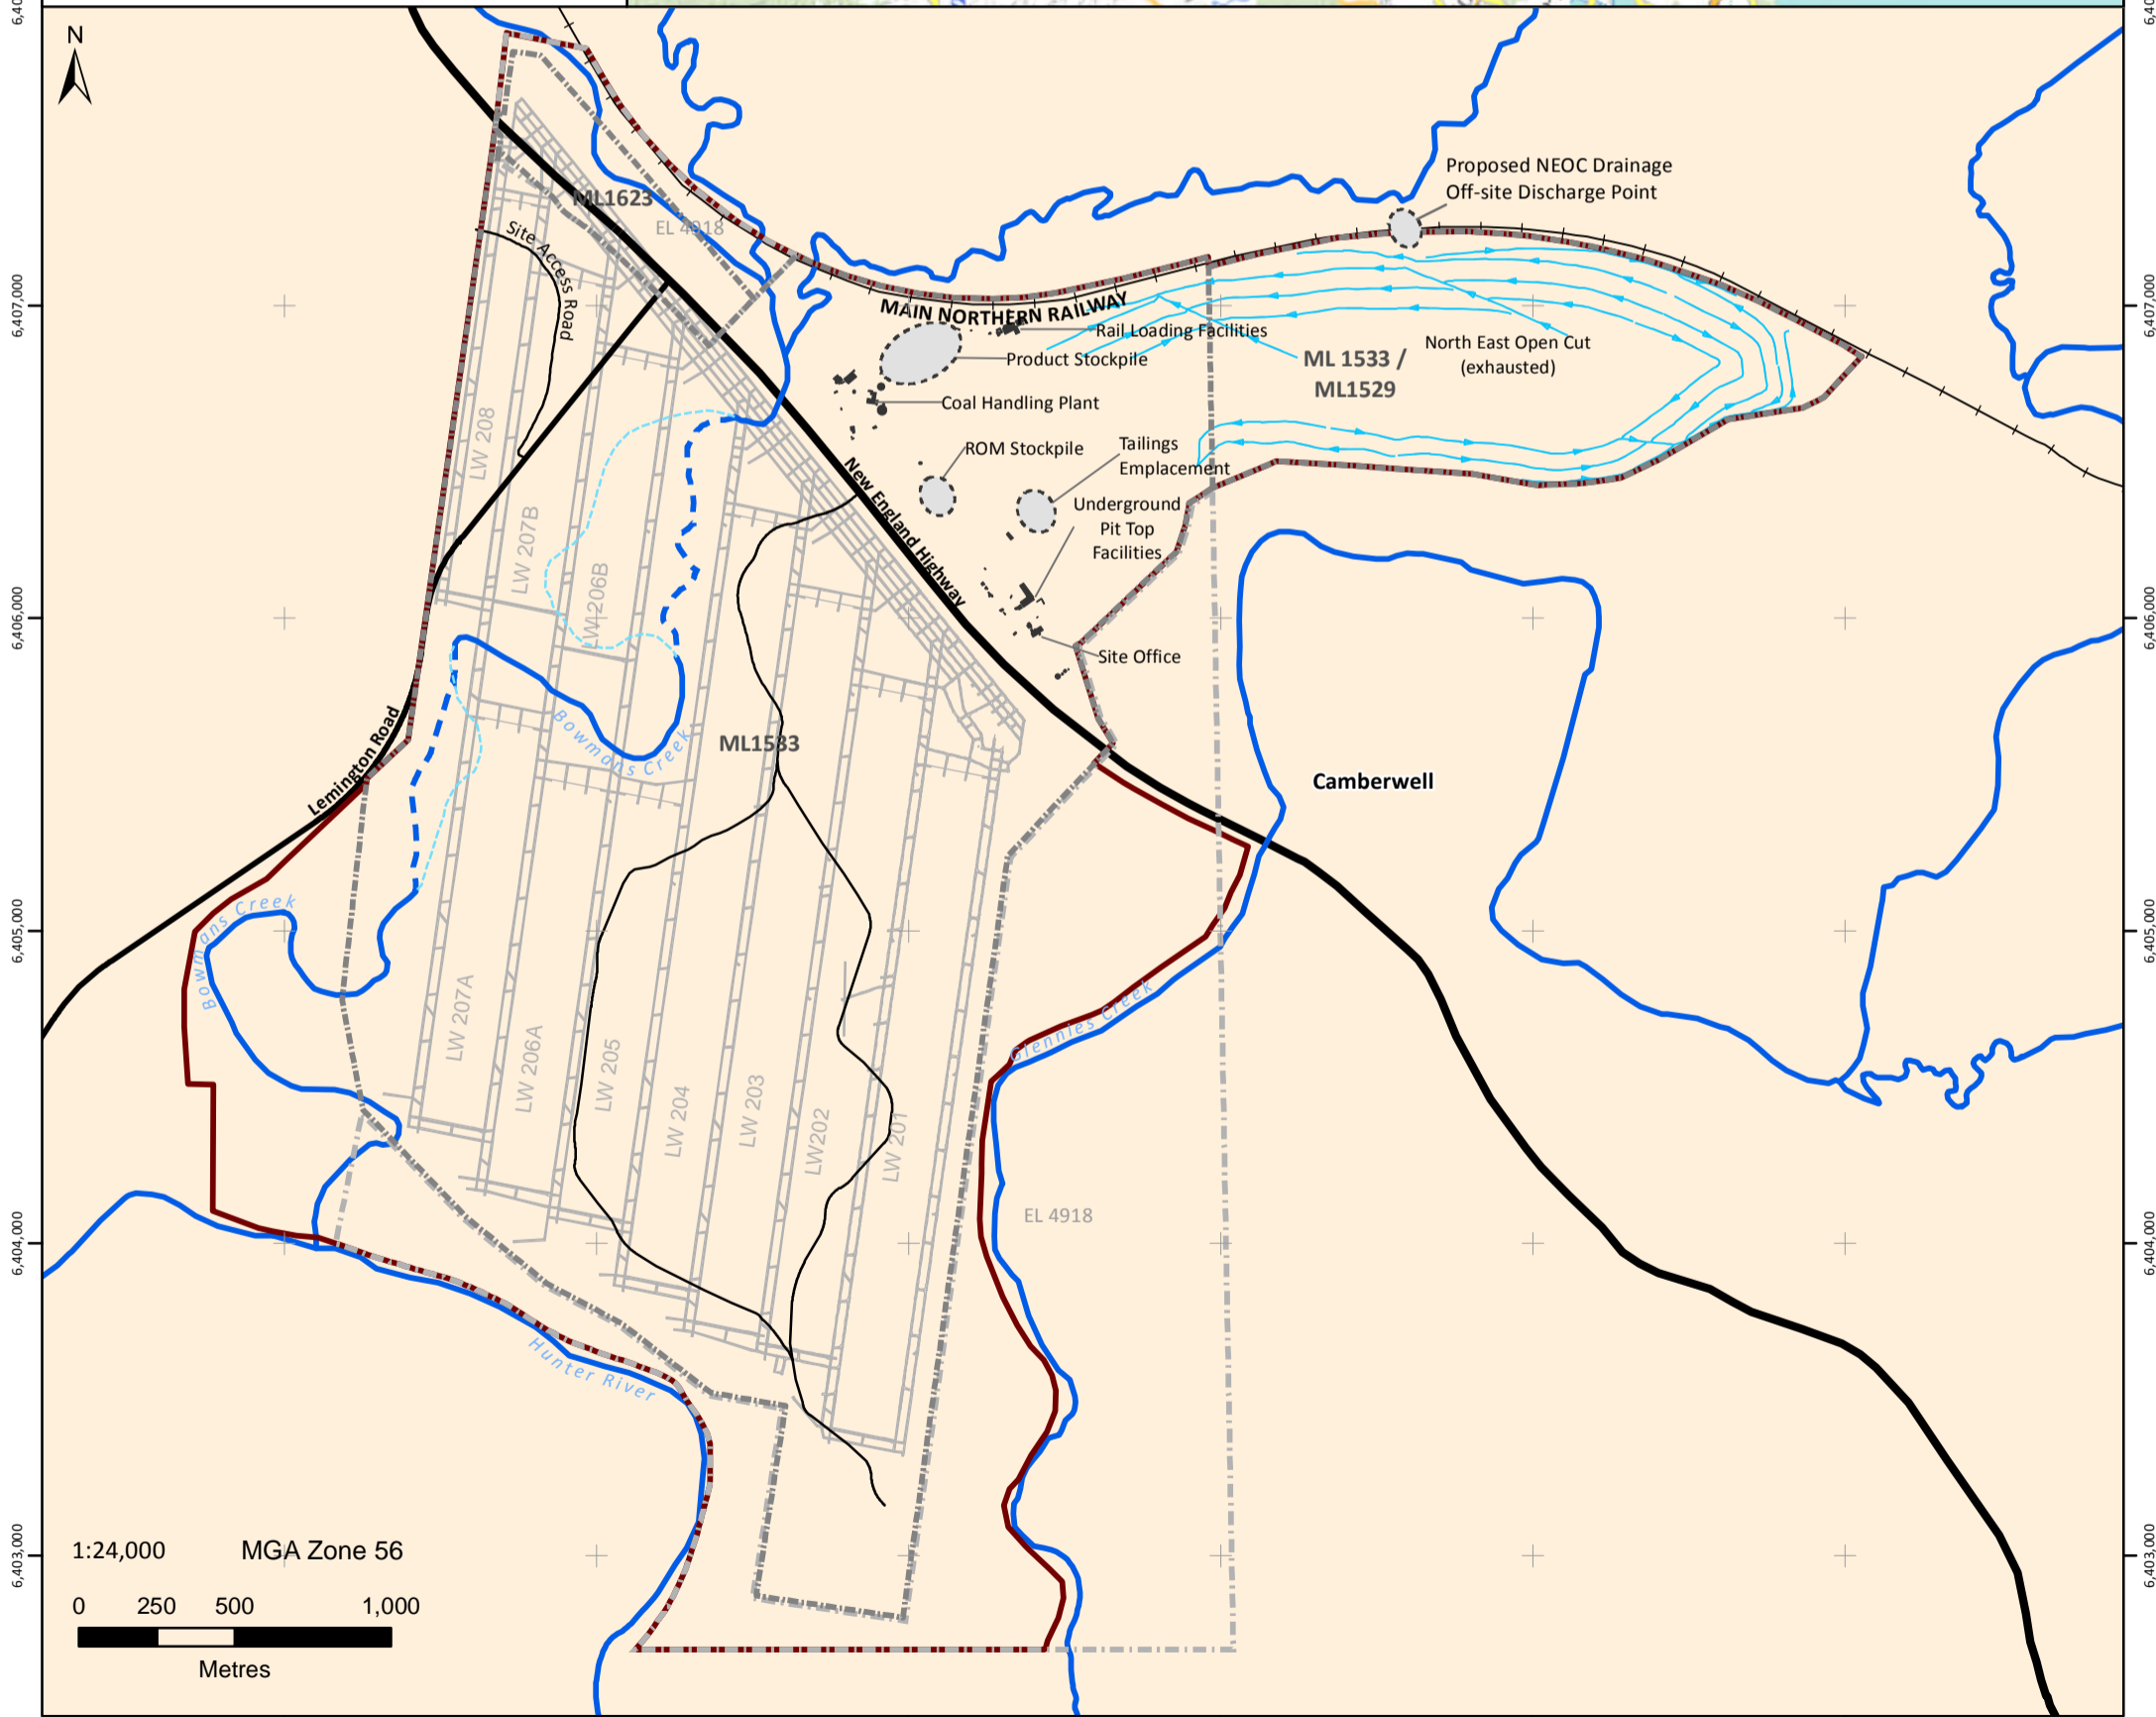 N
6,407,000
6,406,000
6,405,000
6,404,000
6,403,000
6,407,000
6,406,000
6,405,000
6,404,000
6,403,000
Proposed NEOC Drainage
Off-site Discharge Point
ML1623
EL 4918
Site Access Road
MAIN NORTHERN RAILWAY
Rail Loading Facilities
Product Stockpile
Coal Handling Plant
ROM Stockpile
Tailings
Emplacement
Underground
Pit Top
Facilities
Site Office
North East Open Cut
(exhausted)
ML 1533 /
ML1529
New England Highway
LW 208
LW 207B
LW 206B
Bowmans Creek
ML1533
Lemington Road
Camberwell
Bowmans Creek
Glennies Creek
LW 207A
LW 206A
LW 205
LW 204
LW 203
LW202
LW 201
EL 4918
Hunter River
1:24,000 MGA Zone 56
0 250 500 1,000
Metres